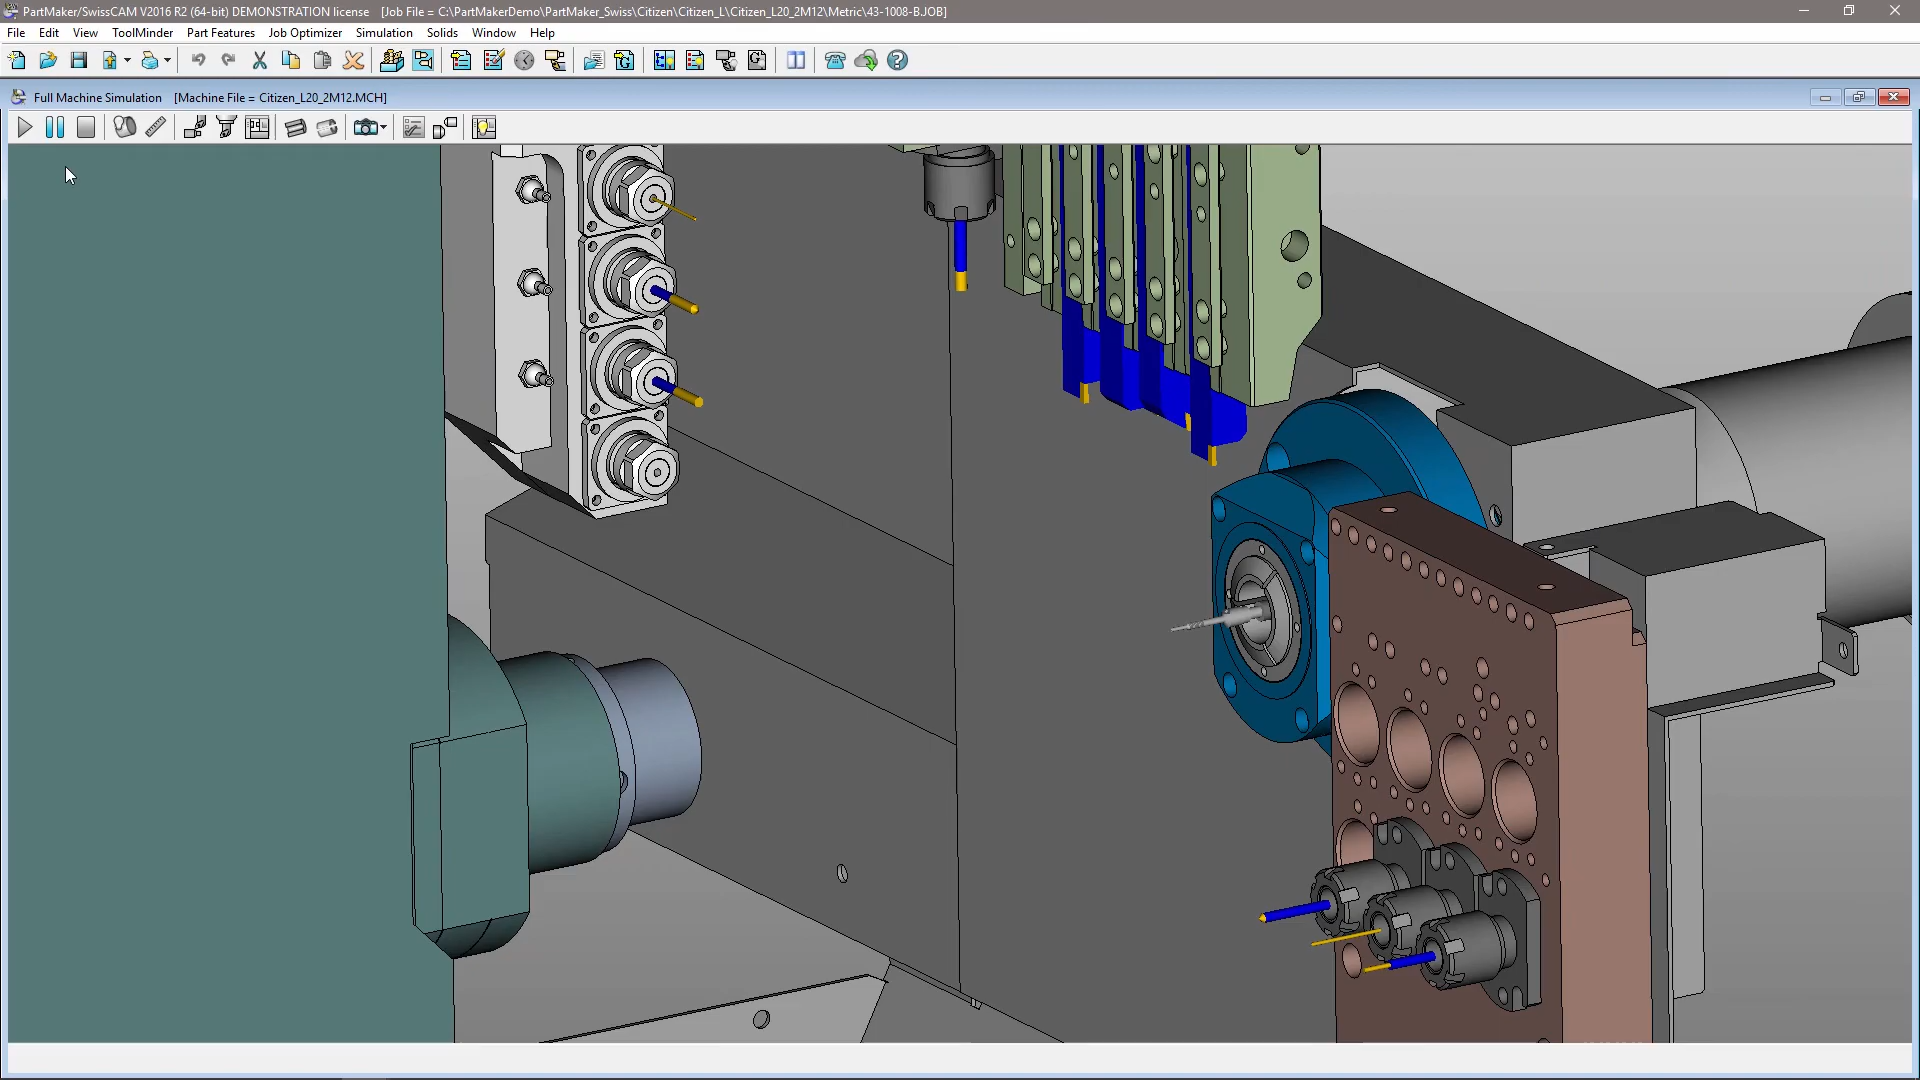 PartMaker/SwissCAM V2016 R2 (64-bit) DEMONSTRATION license [Job File = C:\PartMakerDemo\PartMaker_Swiss\Citizen\Citizen_L\Citizen_L20_2M12\Metric\43-1008-B.JOB]
File Edit View ToolMinder Part Features Job Optimizer Simulation Solids Window Help
Full Machine Simulation [Machine File = Citizen_L20_2M12.MCH]